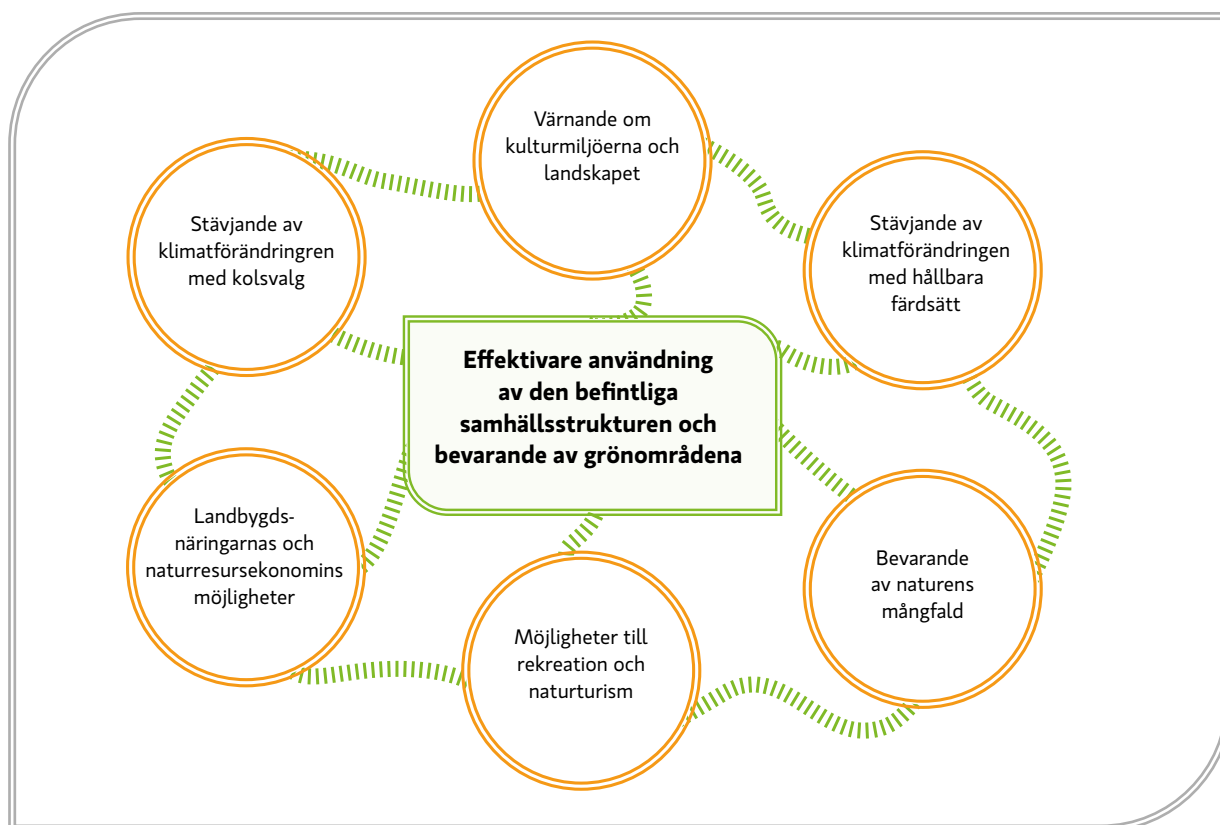 Värnande om
kulturmiljöerna och
landskapet
Stävjande av
klimatförändringren
med kolsvalg
Stävjande av
klimatförändringen
med hållbara
färdsätt
Effektivare användning
av den befintliga
samhällsstrukturen och
bevarande av grönområdena
Landbygds-
näringarnas och
naturresursekonomins
möjligheter
Bevarande
av naturens
mångfald
Möjligheter till
rekreation och
naturturism